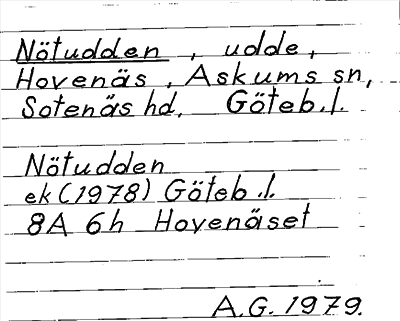 Nötudden, udde,
Hovenäs, Askums sn,
Sotenäs hd. Göteb.l.
Nötudden
ek (1978) Göteb.l.
8A 6h Hovenäset
A.G. 1979.